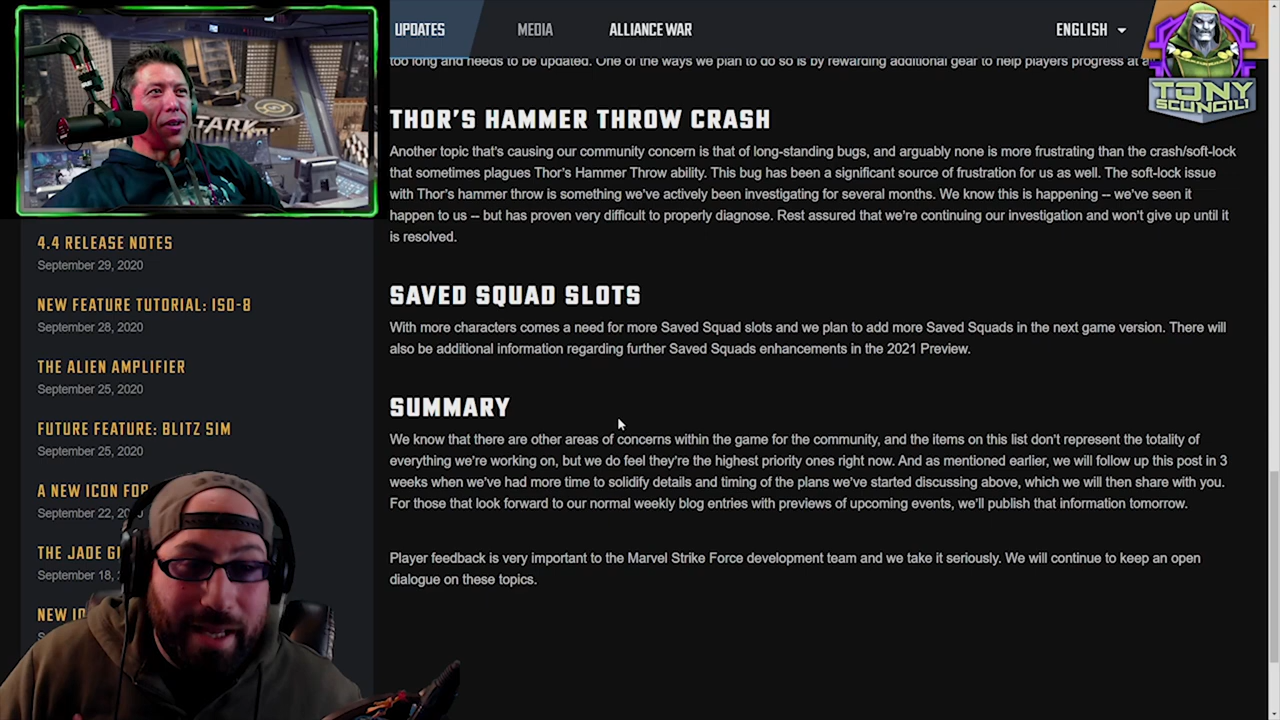 UPDATES
MEDIA
ALLIANCE WAR
ENGLISH
TONY
SCUNGILI
STARK
too long and needs to be updated. One of the ways we plan to do so is by rewarding additional gear to help players progress at a
THOR'S HAMMER THROW CRASH
Another topic that's causing our community concern is that of long-standing bugs, and arguably none is more frustrating than the crash/soft-lock
that sometimes plagues Thor's Hammer Throw ability. This bug has been a significant source of frustration for us as well. The soft-lock issue
with Thor's hammer throw is something we've actively been investigating for several months. We know this is happening -- we've seen it
happen to us -- but has proven very difficult to properly diagnose. Rest assured that we're continuing our investigation and won't give up until it
is resolved.
SAVED SQUAD SLOTS
With more characters comes a need for more Saved Squad slots and we plan to add more Saved Squads in the next game version. There will
also be additional information regarding further Saved Squads enhancements in the 2021 Preview.
SUMMARY
We know that there are other areas of concerns within the game for the community, and the items on this list don't represent the totality of
everything we're working on, but we do feel they're the highest priority ones right now. And as mentioned earlier, we will follow up this post in 3
weeks when we've had more time to solidify details and timing of the plans we've started discussing above, which we will then share with you.
For those that look forward to our normal weekly blog entries with previews of upcoming events, we'll publish that information tomorrow.
Player feedback is very important to the Marvel Strike Force development team and we take it seriously. We will continue to keep an open
dialogue on these topics.
4.4 RELEASE NOTES
September 29, 2020
NEW FEATURE TUTORIAL: ISO-8
September 28, 2020
THE ALIEN AMPLIFIER
September 25, 2020
FUTURE FEATURE: BLITZ SIM
September 25, 2020
A NEW ICON FOR
September 22, 20
THE JADE G
September 18,
NEW